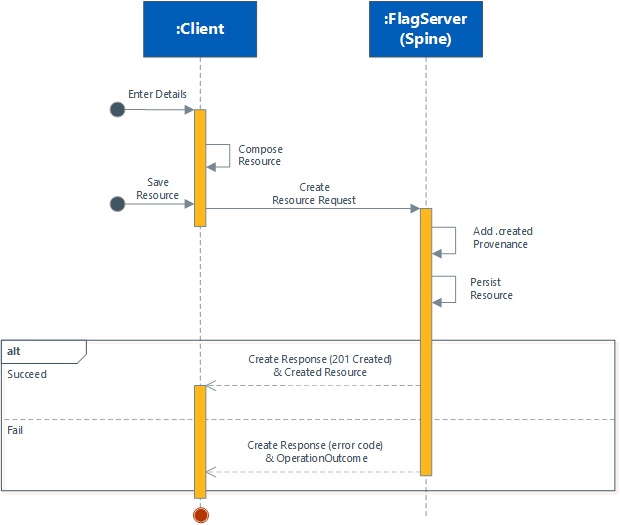 :Client
:FlagServer
(Spine)
Enter Details
Compose
Resource
Save
Resource
Create
Resource Request
Add .created
Provenance
Persist
Resource
alt
Create Response (201 Created)
& Created Resource
Succeed
Fail
Create Response (error code)
& OperationOutcome